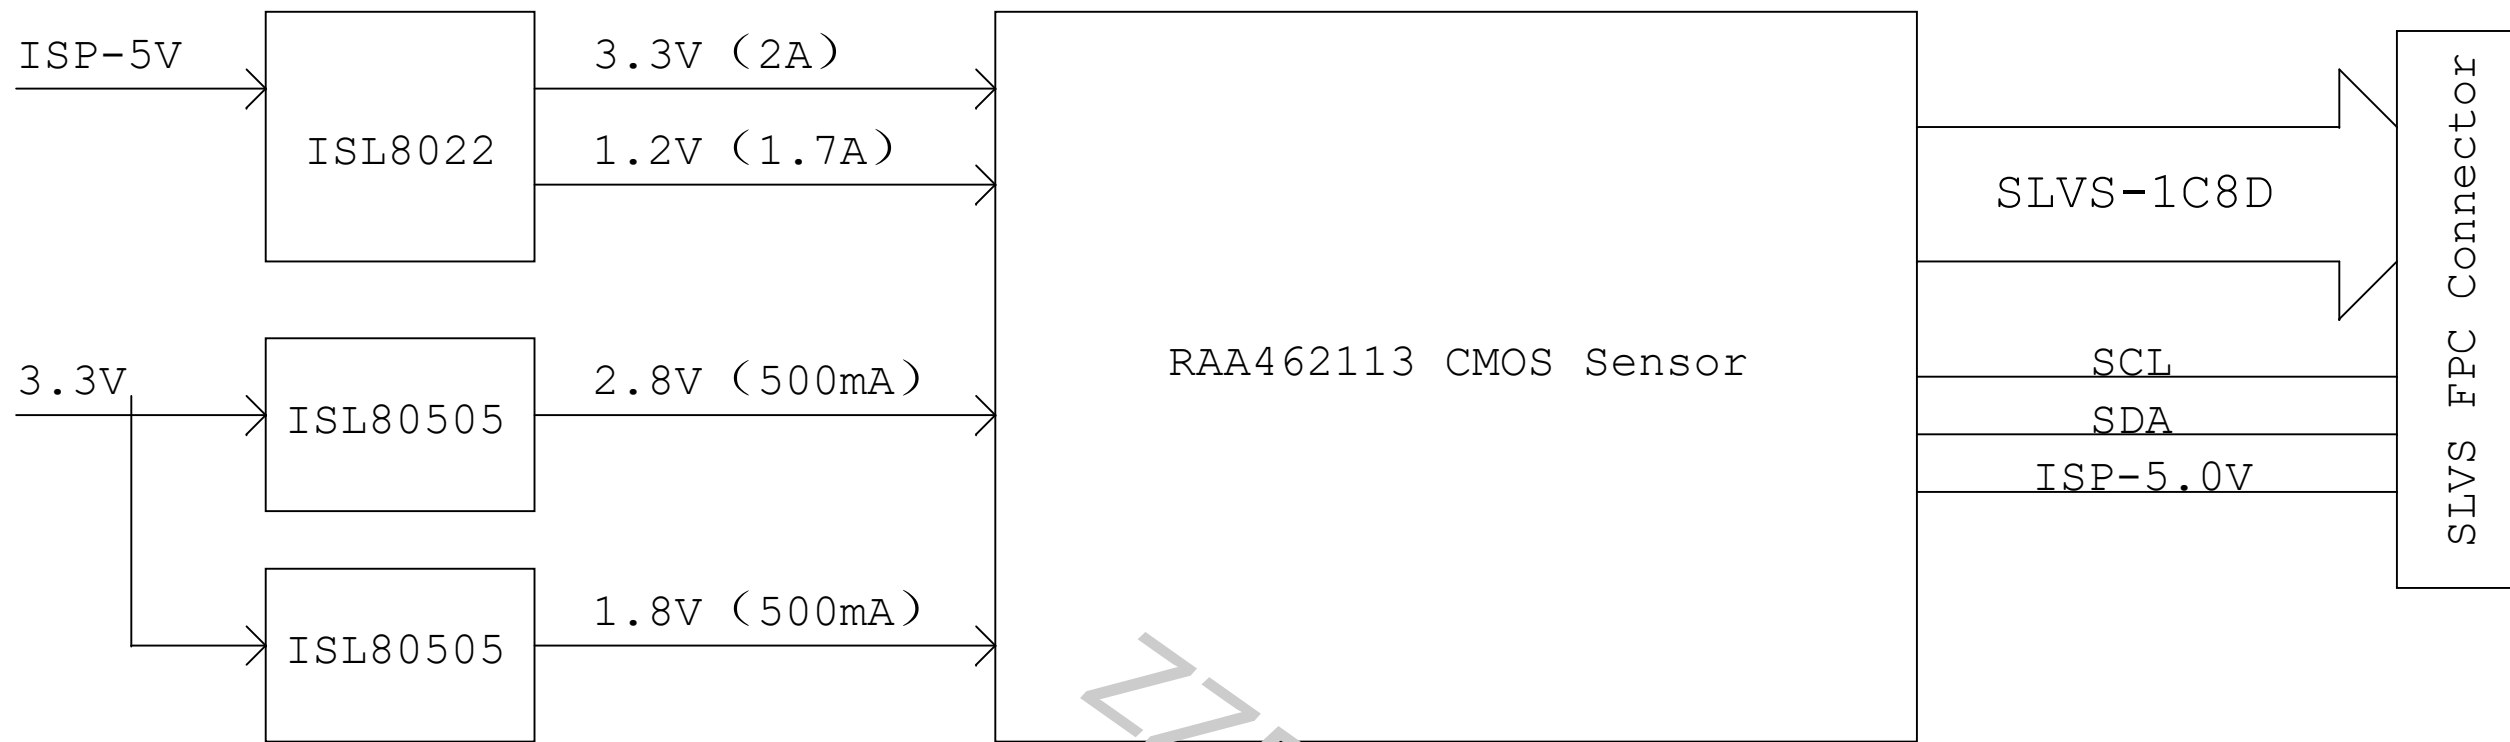 ISP-5V
3.3V (2A)
ISL8022
1.2V (1.7A)
SLVS-1C8D
RAA462113 CMOS Sensor
3.3V
ISL80505
2.8V (500mA)
SCL
SDA
ISP-5.0V
ISL80505
1.8V (500mA)
SLVS FPC Connector